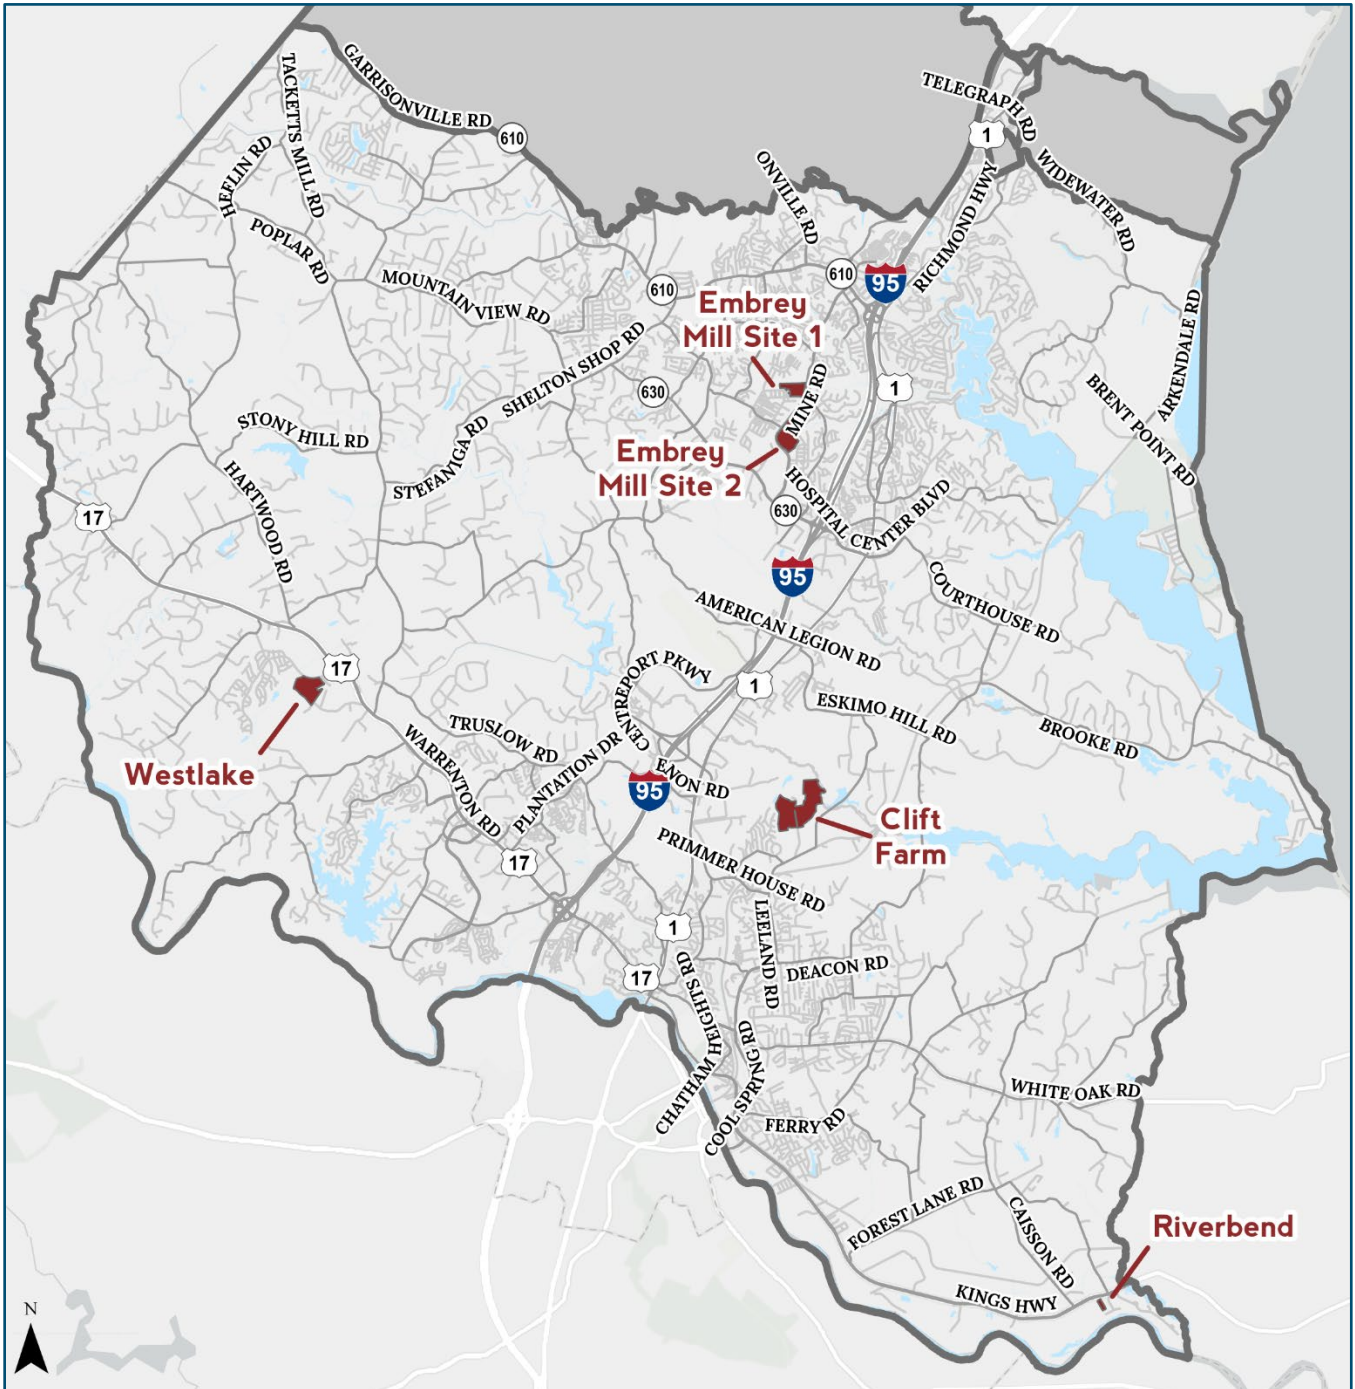 GARRISONVILLE RD
TACKETTS MILL RD
610
TELEGRAPH RD
1
HEFLIN RD
ONVILLE RD
WIDEWATER RD
RICHMOND HWY
POPLAR RD
MOUNTAIN VIEW RD
610
610
95
Embrey
Mill Site 1
SHELTON SHOP RD
ARKENDALE RD
630
MINE RD
1
BRENT POINT RD
STONY HILL RD
STEFANIGA RD
Embrey
Mill Site 2
HARTWOOD RD
17
HOSPITAL CENTER BLVD
630
95
COURTHOUSE RD
AMERICAN LEGION RD
17
CENTREPORT PKWY
1
ESKIMO HILL RD
BROOKE RD
Westlake
TRUSLOW RD
WARRENTON RD
PLANTATION DR
ENON RD
95
Clift
Farm
PRIMMER HOUSE RD
17
1
LEELAND RD
DEACON RD
17
CHATHAM HEIGHTS RD
COOL SPRING RD
WHITE OAK RD
FERRY RD
FOREST LANE RD
CAISSON RD
Riverbend
KINGS HWY
N